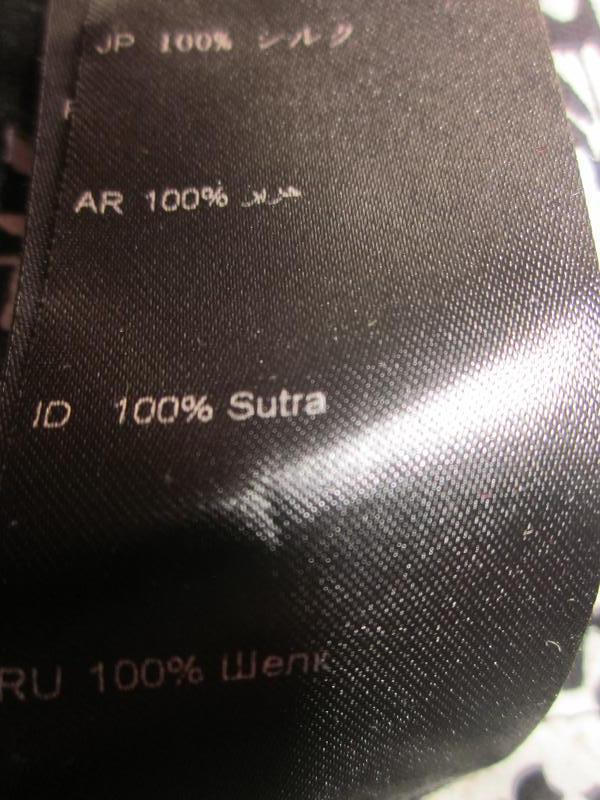 JP 100% シルク
F
AR 100% حرير
ID 100% Sutra
RU 100% Шелк